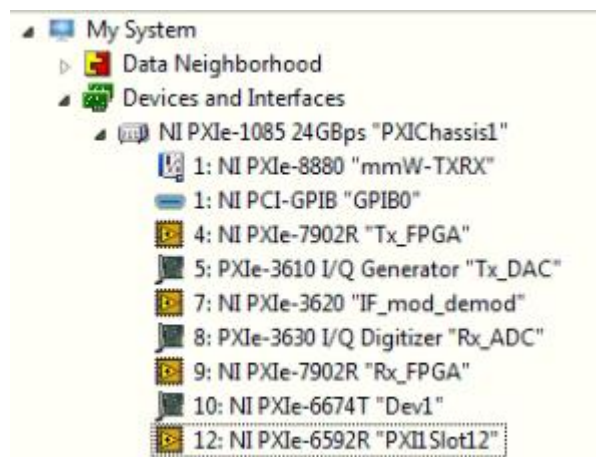 My System
Data Neighborhood
Devices and Interfaces
NI PXIe-1085 24GBps "PXIChassis1"
1: NI PXIe-8880 "mmW-TXRX"
1: NI PCI-GPIB "GPIB0"
4: NI PXIe-7902R "Tx_FPGA"
5: PXIe-3610 I/Q Generator "Tx_DAC"
7: NI PXIe-3620 "IF_mod_demod"
8: PXIe-3630 I/Q Digitizer "Rx_ADC"
9: NI PXIe-7902R "Rx_FPGA"
10: NI PXIe-6674T "Dev1"
12: NI PXIe-6592R "PXI1Slot12"